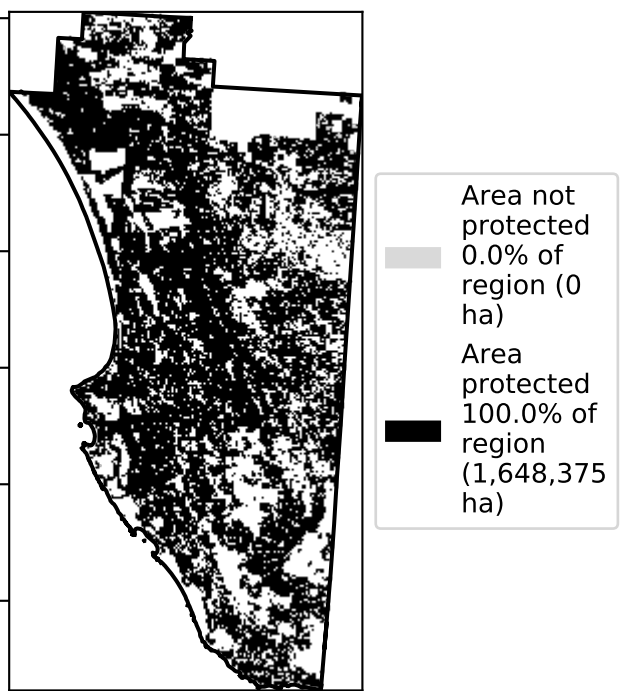 Area not
protected
0.0% of
region (0
ha)
Area
protected
100.0% of
region
(1,648,375
ha)